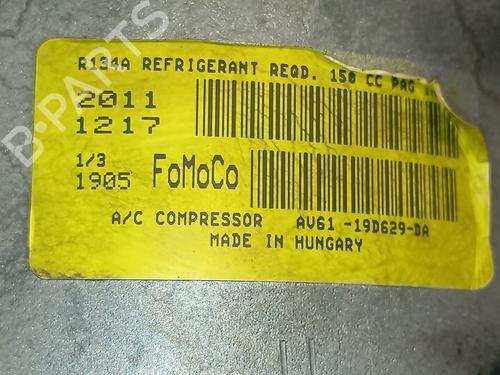 R134A REFRIGERANT REQD. 150 CC PAG
2011
1217
1/3
1905 FoMoCo
A/C COMPRESSOR AV61 -19D629-DA
MADE IN HUNGARY
B-PARTS